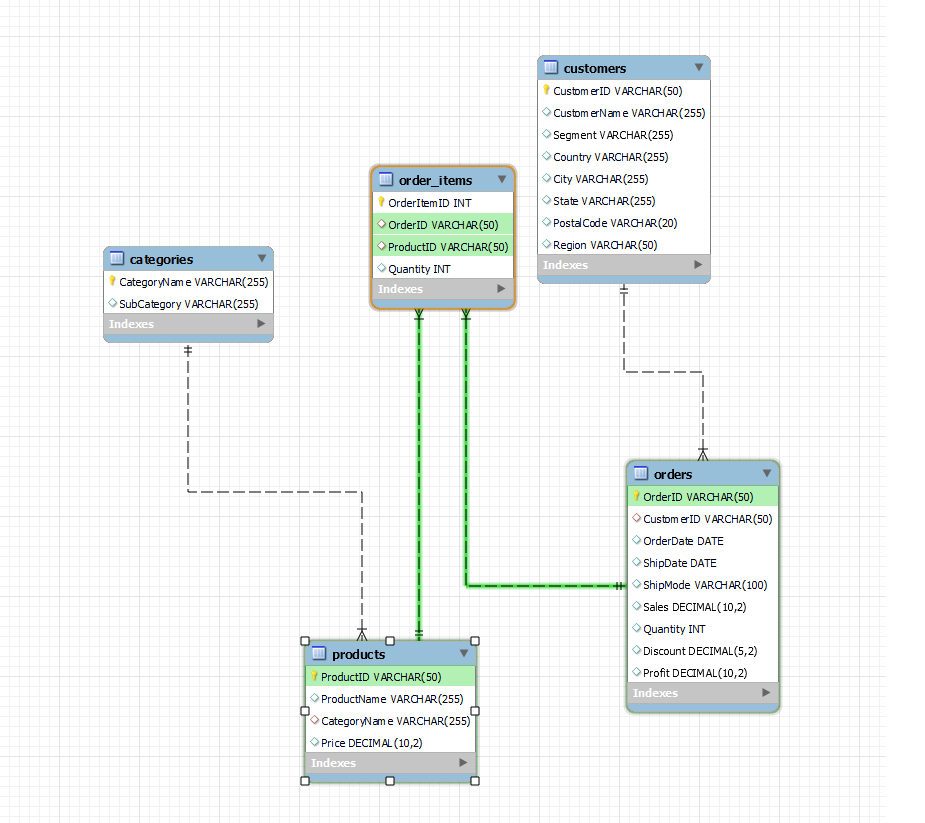 customers
CustomerID VARCHAR(50)
CustomerName VARCHAR(255)
Segment VARCHAR(255)
Country VARCHAR(255)
City VARCHAR(255)
State VARCHAR(255)
PostalCode VARCHAR(20)
Region VARCHAR(50)
Indexes
order_items
OrderItemID INT
OrderID VARCHAR(50)
ProductID VARCHAR(50)
Quantity INT
Indexes
categories
CategoryName VARCHAR(255)
SubCategory VARCHAR(255)
Indexes
orders
OrderID VARCHAR(50)
CustomerID VARCHAR(50)
OrderDate DATE
ShipDate DATE
ShipMode VARCHAR(100)
Sales DECIMAL(10,2)
Quantity INT
Discount DECIMAL(5,2)
Profit DECIMAL(10,2)
Indexes
products
ProductID VARCHAR(50)
ProductName VARCHAR(255)
CategoryName VARCHAR(255)
Price DECIMAL(10,2)
Indexes